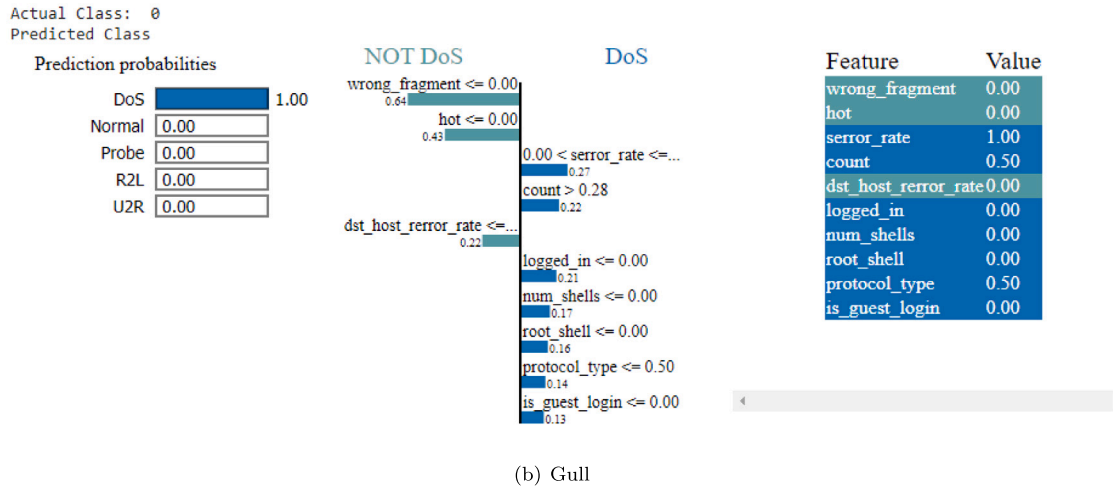 Actual Class:  0
Predicted Class
Prediction probabilities
DoS 1.00
Normal 0.00
Probe 0.00
R2L 0.00
U2R 0.00
NOT DoS DoS
wrong_fragment <= 0.00
0.64
hot <= 0.00
0.43
0.00 < serror_rate <=...
0.27
count > 0.28
0.22
dst_host_rerror_rate <=...
0.22
logged_in <= 0.00
0.21
num_shells <= 0.00
0.17
root_shell <= 0.00
0.16
protocol_type <= 0.50
0.14
is_guest_login <= 0.00
0.13
Feature Value
wrong_fragment 0.00
hot 0.00
serror_rate 1.00
count 0.50
dst_host_rerror_rate 0.00
logged_in 0.00
num_shells 0.00
root_shell 0.00
protocol_type 0.50
is_guest_login 0.00
(b) Gull